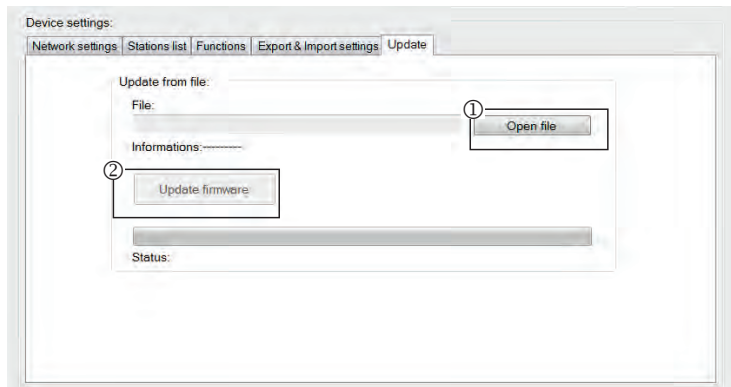 Device settings:
Network settings Stations list Functions Export & Import settings Update
Update from file:
File:
① Open file
Informations:---------
②
Update firmware
Status: